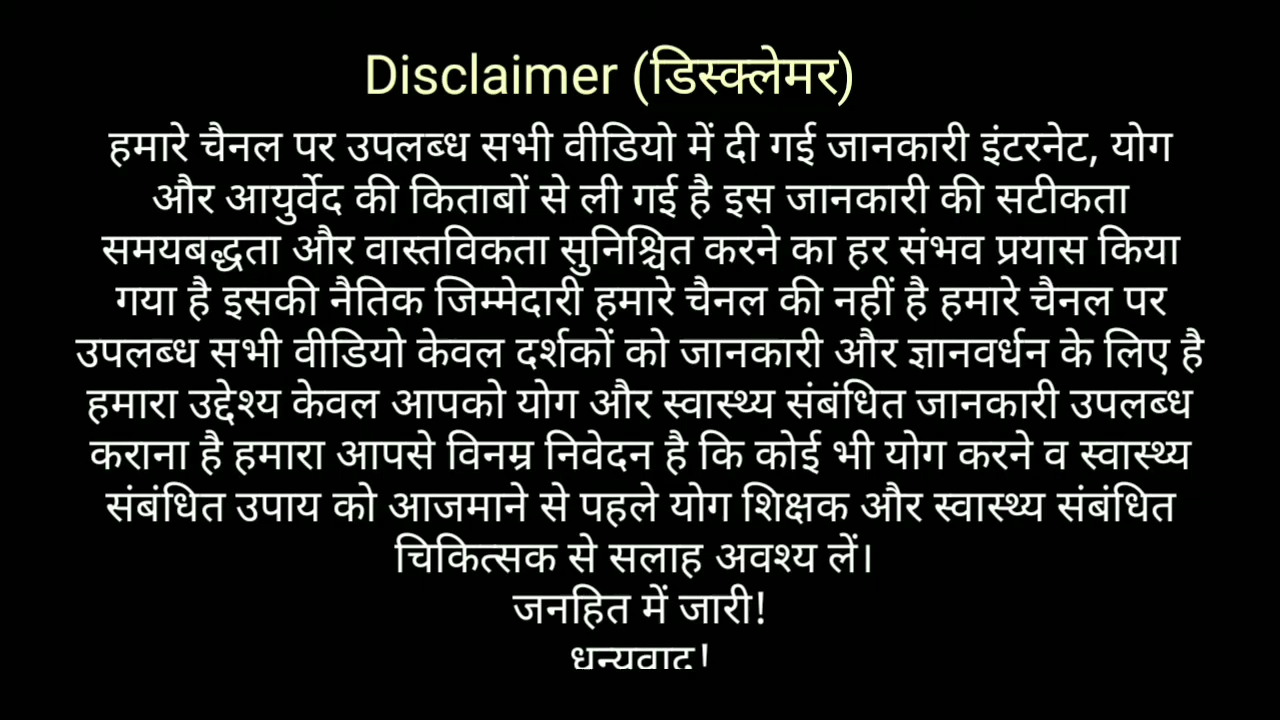 Disclaimer (डिस्क्लेमर)
हमारे चैनल पर उपलब्ध सभी वीडियो में दी गई जानकारी इंटरनेट, योग
और आयुर्वेद की किताबों से ली गई है इस जानकारी की सटीकता
समयबद्धता और वास्तविकता सुनिश्चित करने का हर संभव प्रयास किया
गया है इसकी नैतिक जिम्मेदारी हमारे चैनल की नहीं है हमारे चैनल पर
उपलब्ध सभी वीडियो केवल दर्शकों को जानकारी और ज्ञानवर्धन के लिए है
हमारा उद्देश्य केवल आपको योग और स्वास्थ्य संबंधित जानकारी उपलब्ध
कराना है हमारा आपसे विनम्र निवेदन है कि कोई भी योग करने व स्वास्थ्य
संबंधित उपाय को आजमाने से पहले योग शिक्षक और स्वास्थ्य संबंधित
चिकित्सक से सलाह अवश्य लें।
जनहित में जारी!
धन्यवाद!